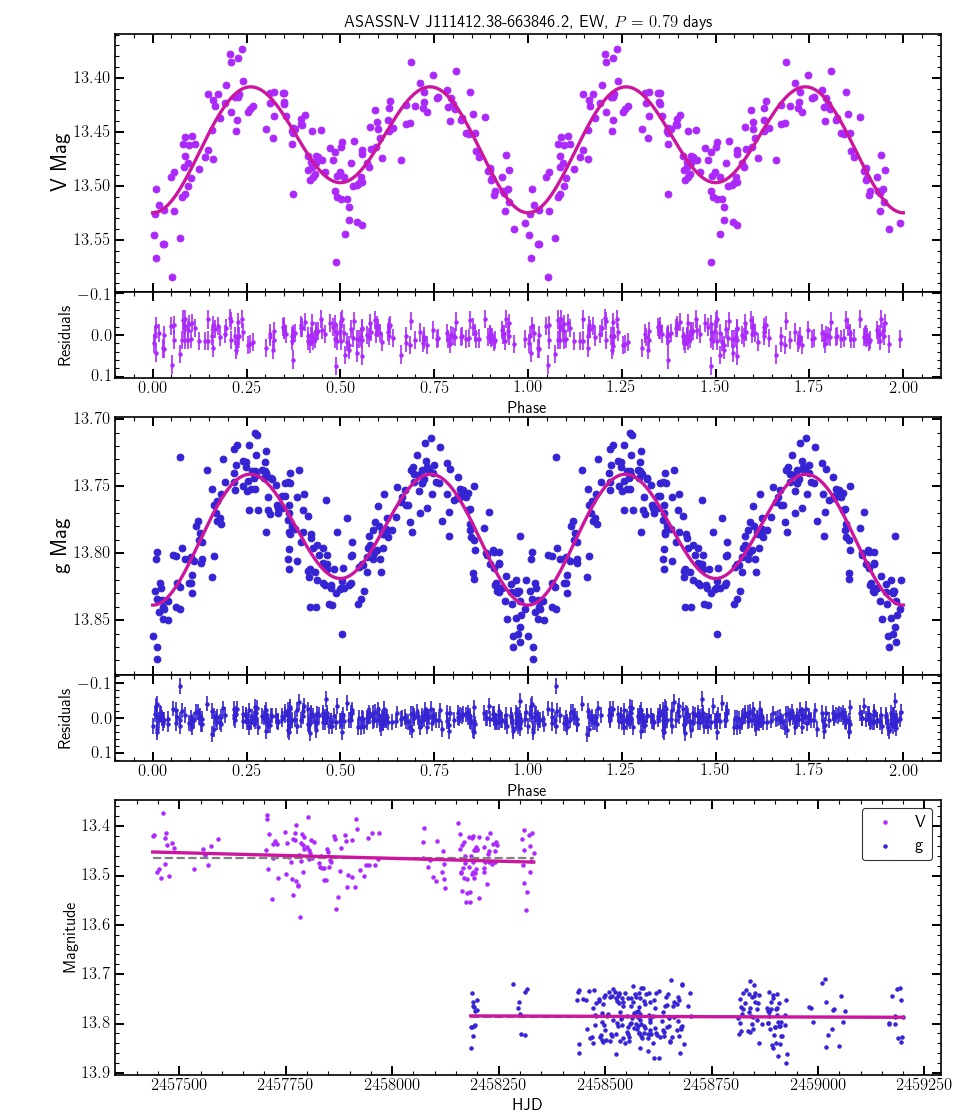 ASASSN-V J111412.38-663846.2, EW, P = 0.79 days
V Mag
13.40
13.45
13.50
13.55
Residuals
−0.1
0.0
0.1
0.00 0.25 0.50 0.75 1.00 1.25 1.50 1.75 2.00
Phase
g Mag
13.70
13.75
13.80
13.85
Residuals
−0.1
0.0
0.1
0.00 0.25 0.50 0.75 1.00 1.25 1.50 1.75 2.00
Phase
Magnitude
13.4
13.5
13.6
13.7
13.8
13.9
V
g
2457500 2457750 2458000 2458250 2458500 2458750 2459000 2459250
HJD